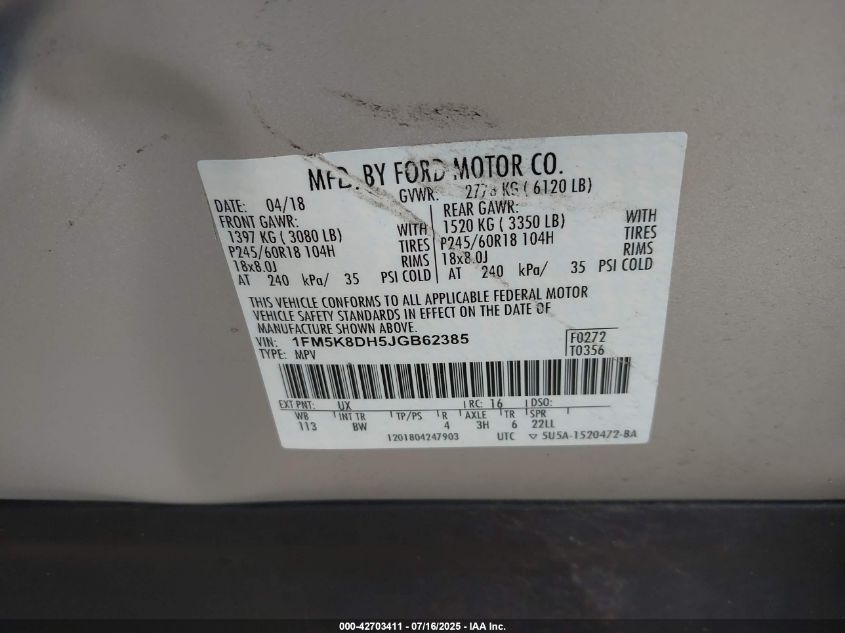 MFD. BY FORD MOTOR CO.
DATE: 04/18 GVWR: 2776 KG ( 6120 LB)
FRONT GAWR: REAR GAWR:
1397 KG ( 3080 LB) WITH 1520 KG ( 3350 LB) WITH
P245/60R18 104H TIRES P245/60R18 104H TIRES
18x8.0J RIMS 18x8.0J RIMS
AT 240 kPa/ 35 PSI COLD AT 240 kPa/ 35 PSI COLD
THIS VEHICLE CONFORMS TO ALL APPLICABLE FEDERAL MOTOR
VEHICLE SAFETY STANDARDS IN EFFECT ON THE DATE OF
MANUFACTURE SHOWN ABOVE.
VIN: 1FM5K8DH5JGB62385 F0272
TYPE: MPV T0356
EXT PNT: UX RC: 16 DSO:
WB INT TR TP/PS R AXLE TR SPR
113 BW 4 3H 6 22LL
1201804247903 UTC ▽ 5U5A-1520472-BA
000-42703411 - 07/16/2025 - IAA Inc.